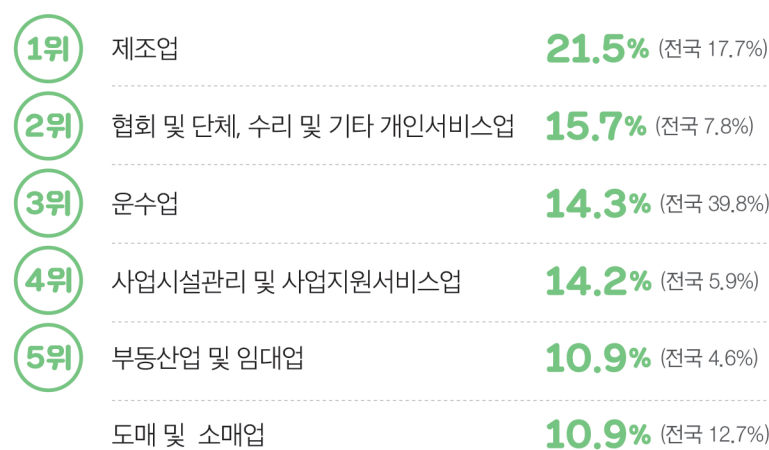 1위 제조업 21.5% (전국 17.7%)
2위 협회 및 단체, 수리 및 기타 개인서비스업 15.7% (전국 7.8%)
3위 운수업 14.3% (전국 39.8%)
4위 사업시설관리 및 사업지원서비스업 14.2% (전국 5.9%)
5위 부동산업 및 임대업 10.9% (전국 4.6%)
도매 및 소매업 10.9% (전국 12.7%)